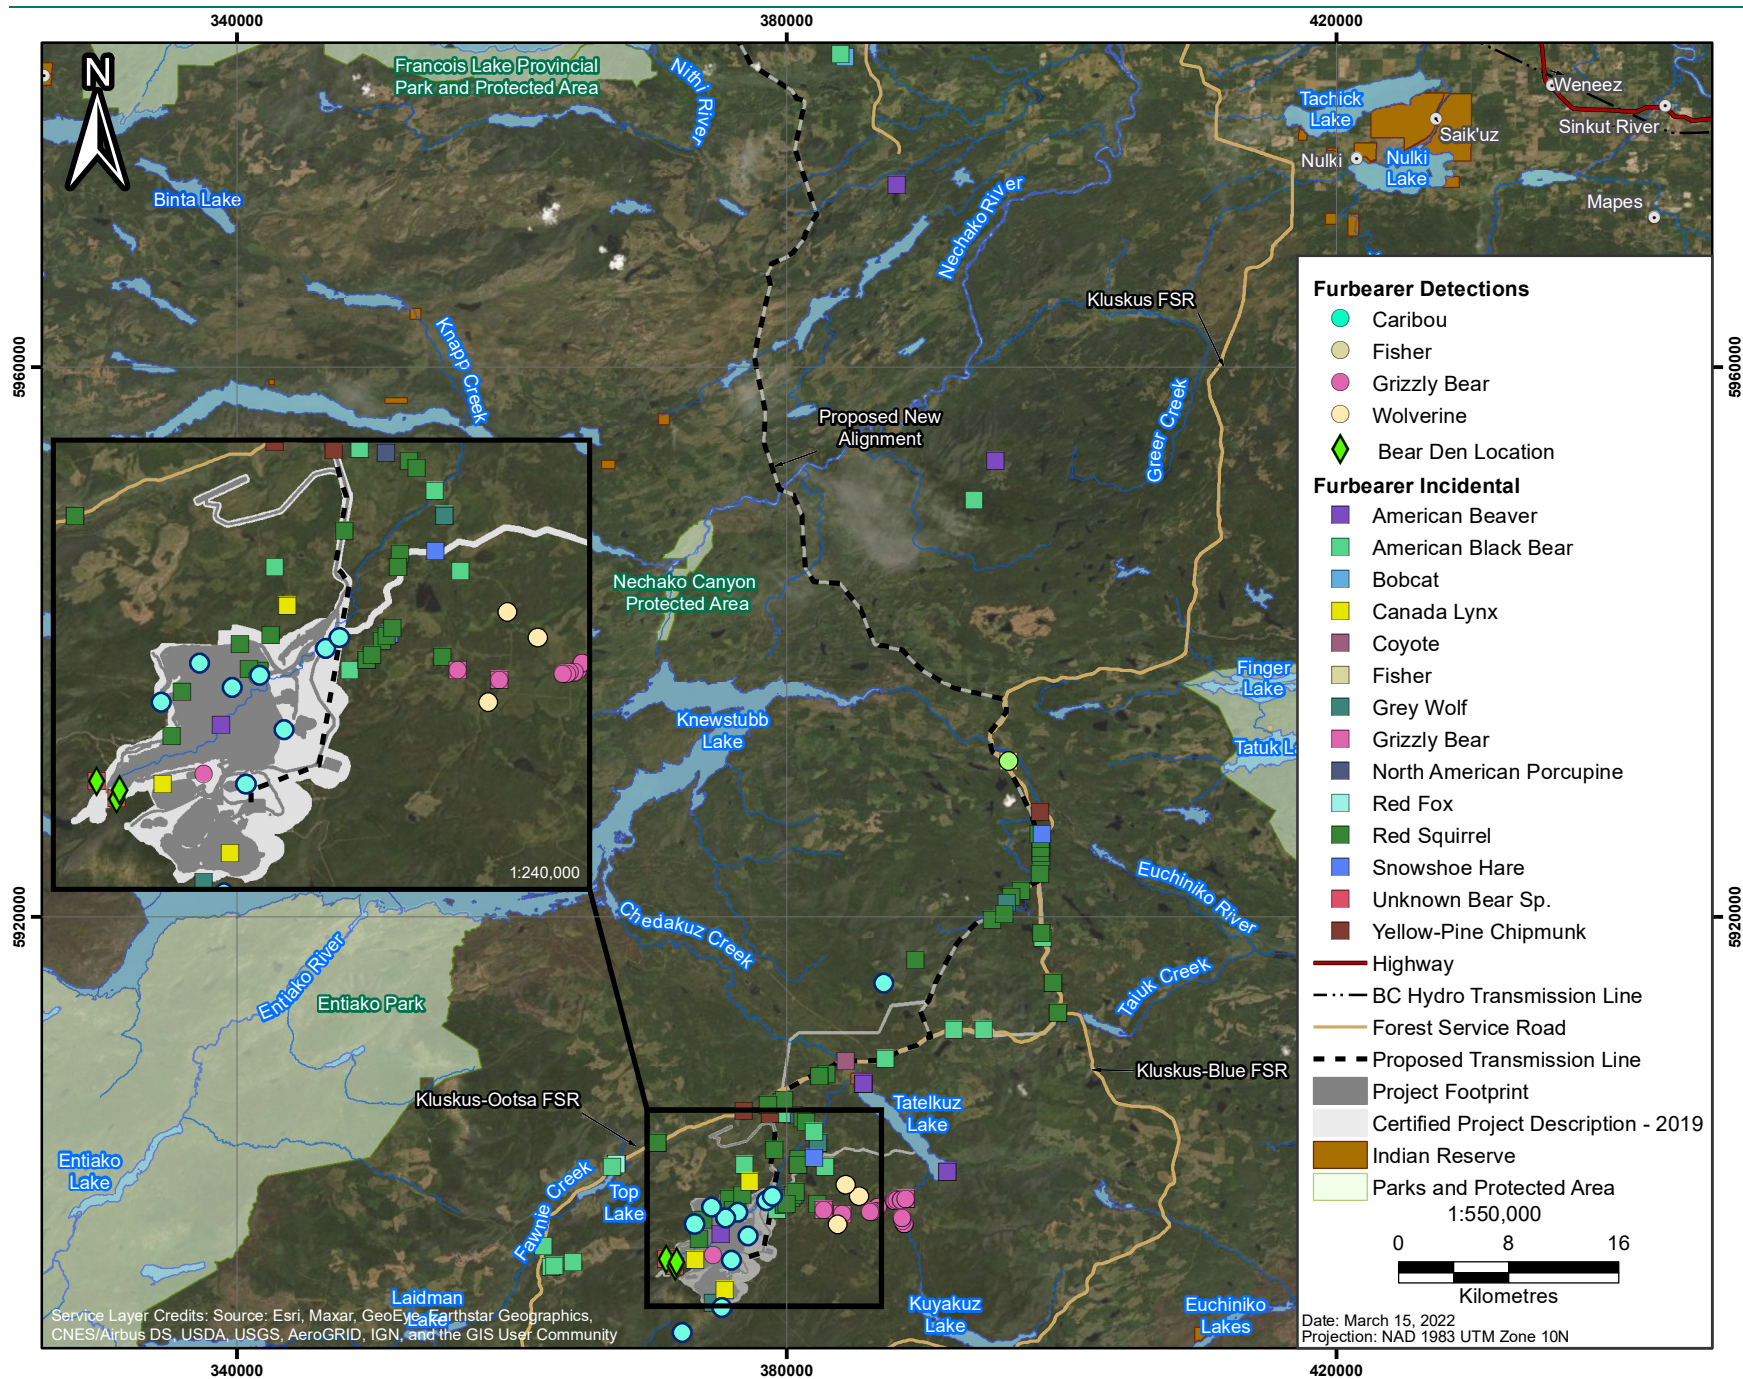 340000
380000
420000
N
Francois Lake Provincial
Park and Protected Area
Nithi River
Binta Lake
Knapp Creek
Nechako River
Tachick
Lake
Saik'uz
Nulki
Nulki
Lake
Weneez
Sinkut River
Mapes
Kluskus FSR
Greer Creek
Proposed New
Alignment
5960000
5960000
Nechako Canyon
Protected Area
Knewstubb
Lake
Finger
Lake
Tatuk L
1:240,000
5920000
5920000
Chedakuz Creek
Euchiniko River
Taiuk Creek
Entiako River
Entiako Park
Kluskus-Ootsa FSR
Kluskus-Blue FSR
Tatelkuz
Lake
Entiako
Lake
Fawnie Creek
Top
Lake
Laidman
Lake
Kuyakuz
Lake
Euchiniko
Lakes
Furbearer Detections
Caribou
Fisher
Grizzly Bear
Wolverine
Bear Den Location
Furbearer Incidental
American Beaver
American Black Bear
Bobcat
Canada Lynx
Coyote
Fisher
Grey Wolf
Grizzly Bear
North American Porcupine
Red Fox
Red Squirrel
Snowshoe Hare
Unknown Bear Sp.
Yellow-Pine Chipmunk
Highway
BC Hydro Transmission Line
Forest Service Road
Proposed Transmission Line
Project Footprint
Certified Project Description - 2019
Indian Reserve
Parks and Protected Area
1:550,000
0 8 16
Kilometres
Date: March 15, 2022
Projection: NAD 1983 UTM Zone 10N
Service Layer Credits: Source: Esri, Maxar, GeoEye, Earthstar Geographics,
CNES/Airbus DS, USDA, USGS, AeroGRID, IGN, and the GIS User Community
340000
380000
420000